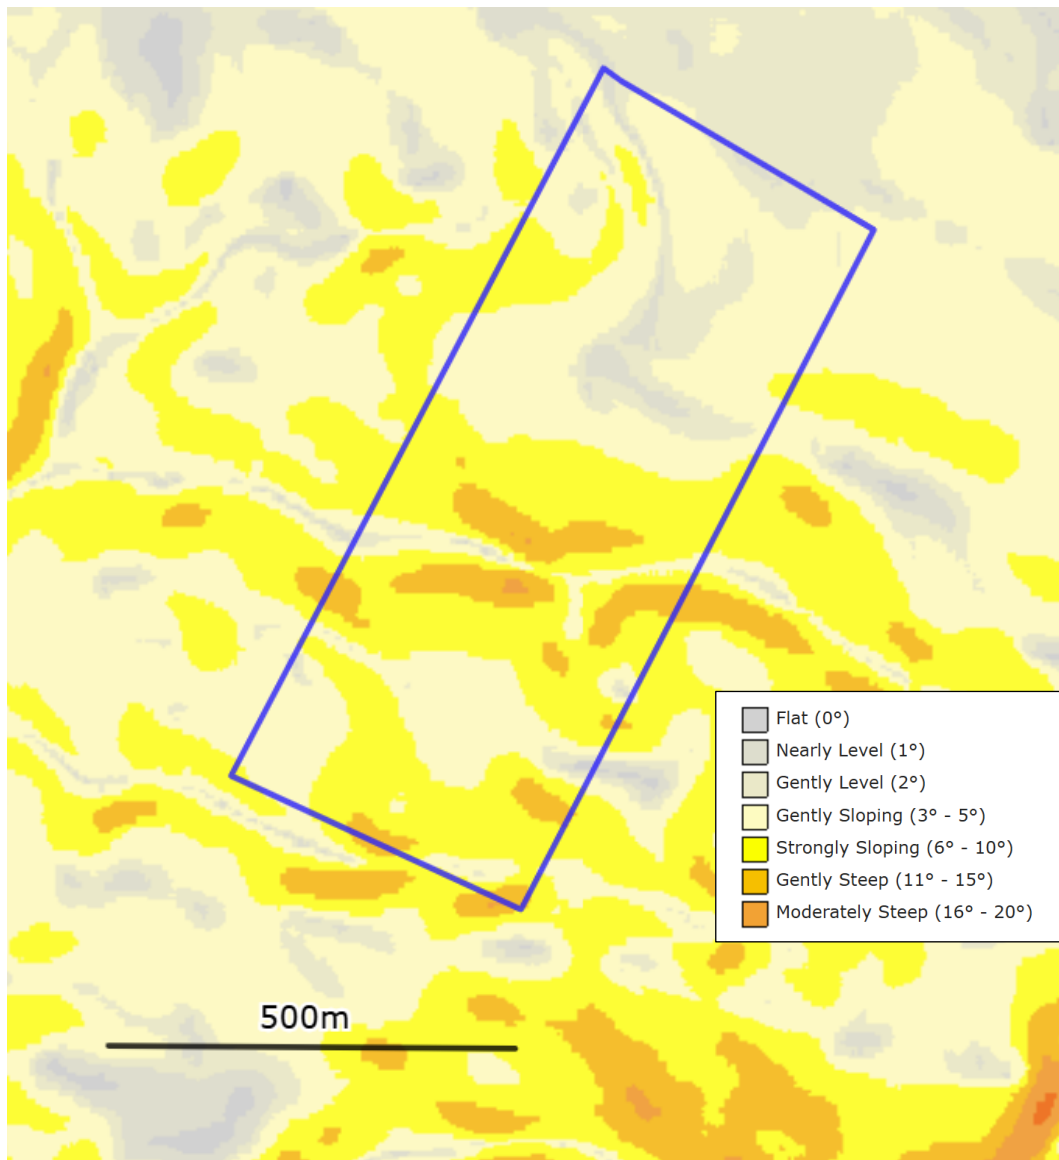 Flat (0°)
Nearly Level (1°)
Gently Level (2°)
Gently Sloping (3° - 5°)
Strongly Sloping (6° - 10°)
Gently Steep (11° - 15°)
Moderately Steep (16° - 20°)
500m